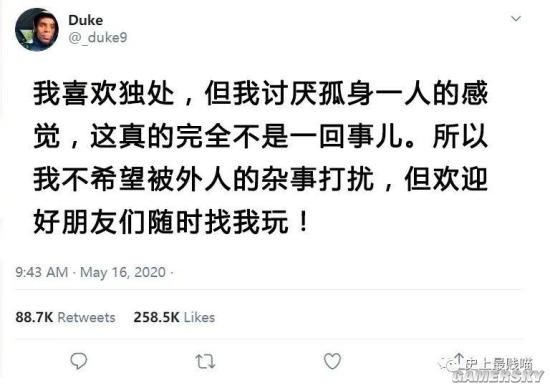 Duke
@_duke9
我喜欢独处，但我讨厌孤身一人的感
觉，这真的完全不是一回事儿。所以
我不希望被外人的杂事打扰，但欢迎
好朋友们随时找我玩！
9:43 AM · May 16, 2020 ·
88.7K Retweets 258.5K Likes
史上最贱喵
GAMERSKY